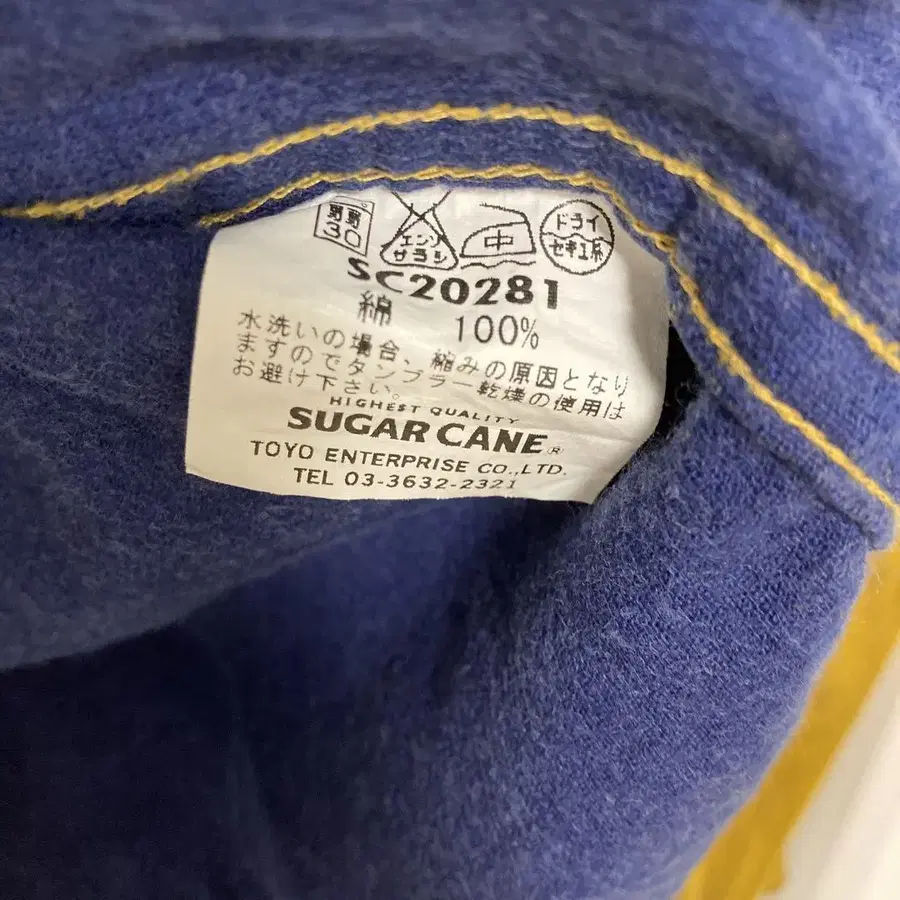 30
エンソ
サラシ
中
ドライ
セキユ系
SC20281
綿 100%
水洗いの場合、縮みの原因となり
ますのでタンブラー乾燥の使用は
お避け下さい。
HIGHEST QUALITY
SUGAR CANE®
TOYO ENTERPRISE CO.,LTD.
TEL 03-3632-2321